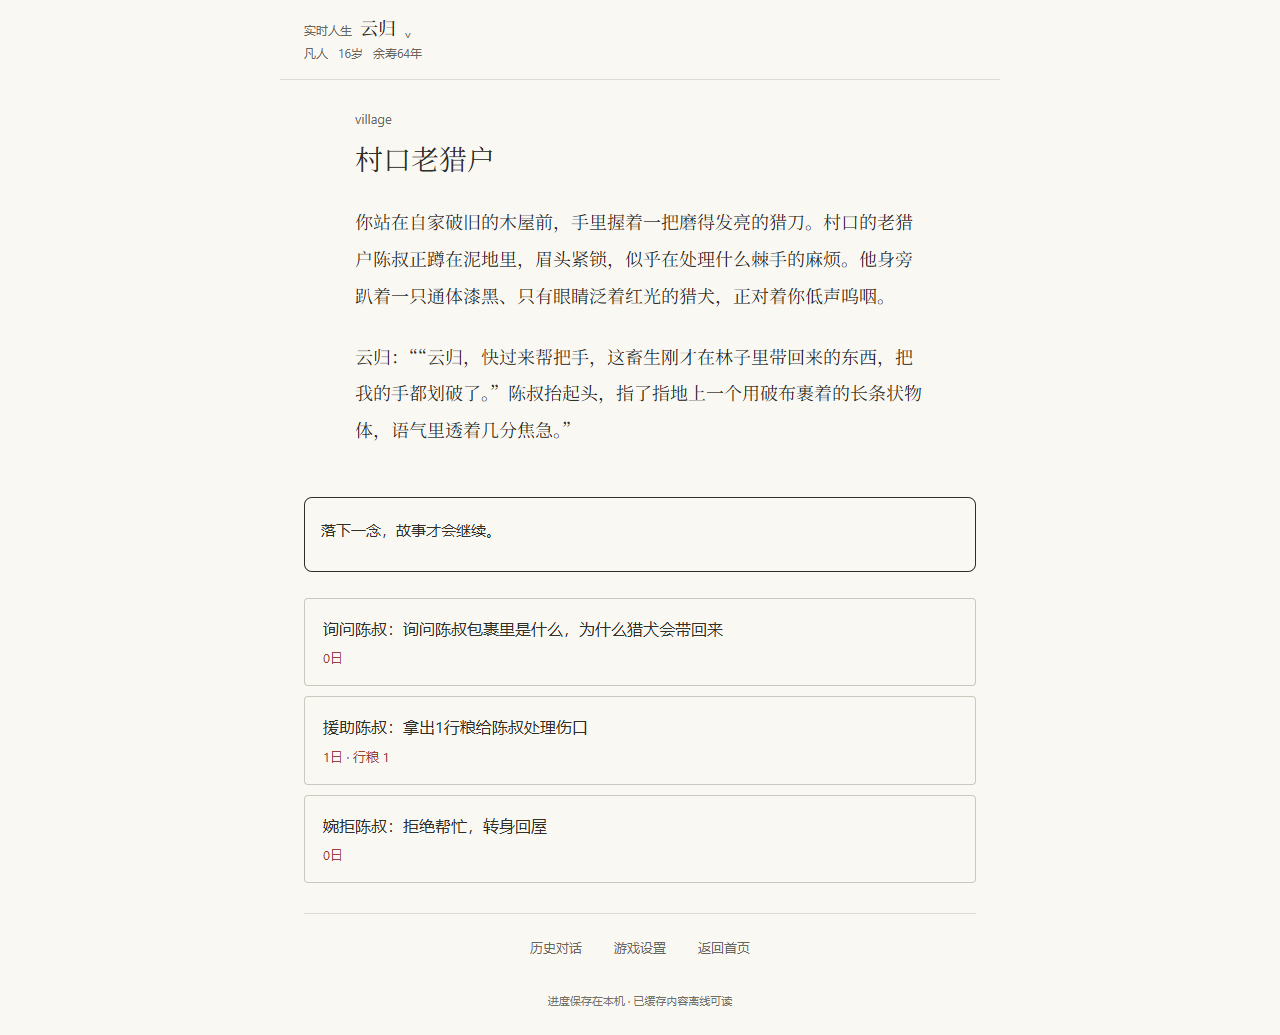 实时人生 云归 v
凡人 16岁 余寿64年
village
村口老猎户
你站在自家破旧的木屋前，手里握着一把磨得发亮的猎刀。村口的老猎
户陈叔正蹲在泥地里，眉头紧锁，似乎在处理什么棘手的麻烦。他身旁
趴着一只通体漆黑、只有眼睛泛着红光的猎犬，正对着你低声呜咽。
云归：““云归，快过来帮把手，这畜生刚才在林子里带回来的东西，把
我的手都划破了。”陈叔抬起头，指了指地上一个用破布裹着的长条状物
体，语气里透着几分焦急。”
落下一念，故事才会继续。
询问陈叔：询问陈叔包裹里是什么，为什么猎犬会带回来
0日
援助陈叔：拿出1行粮给陈叔处理伤口
1日 · 行粮 1
婉拒陈叔：拒绝帮忙，转身回屋
0日
历史对话 游戏设置 返回首页
进度保存在本机 · 已缓存内容离线可读